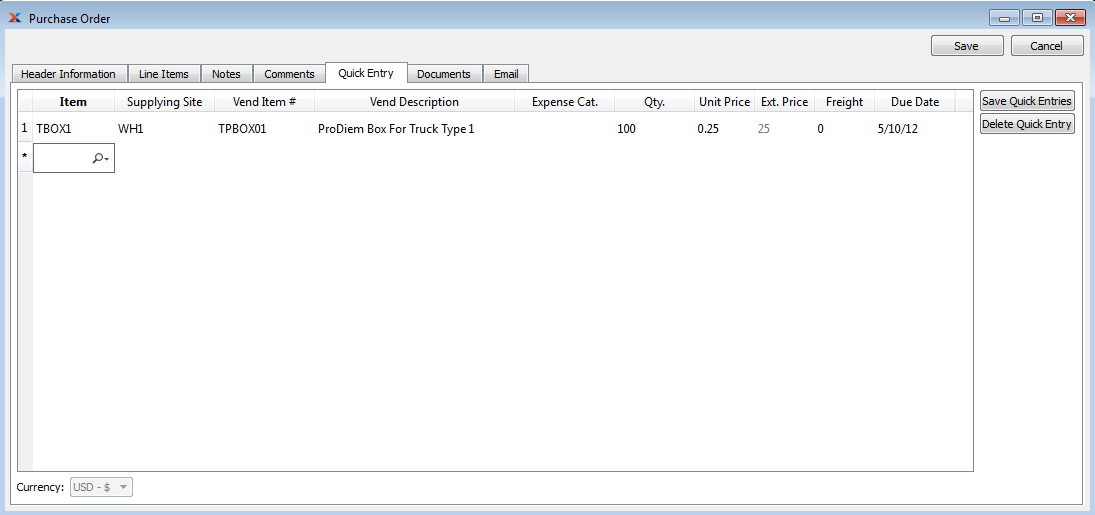 Purchase Order
Save Cancel
Header Information Line Items Notes Comments Quick Entry Documents Email
Item Supplying Site Vend Item # Vend Description Expense Cat. Qty. Unit Price Ext. Price Freight Due Date
Save Quick Entries
1 TBOX1 WH1 TPBOX01 ProDiem Box For Truck Type 1 100 0.25 25 0 5/10/12
Delete Quick Entry
*
Currency: USD - $